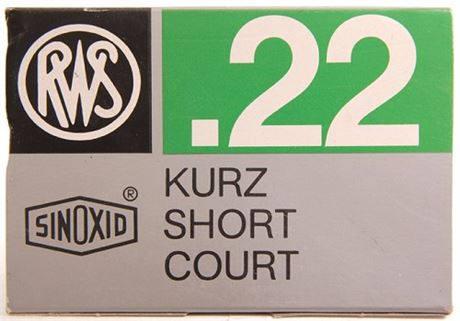 RWS
.22
SINOXID ®
KURZ
SHORT
COURT